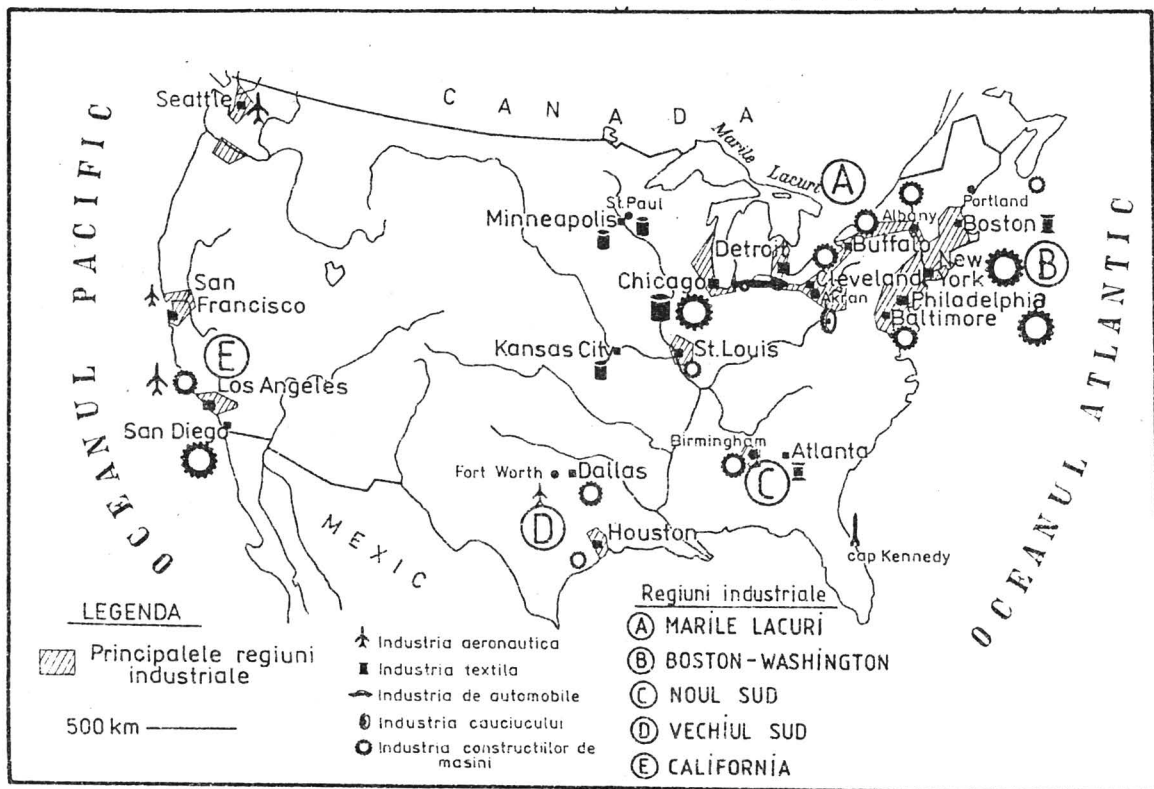 CANADA
Seattle
Marile
Lacuri
A
St.Paul
Minneapolis
Portland
Albany
Boston
Detroit
Buffalo
New York
B
Chicago
Cleveland
Akran
Philadelphia
Baltimore
San
Francisco
Kansas City
St.Louis
E
Los Angeles
San Diego
Birmingham
Atlanta
C
Fort Worth
Dallas
D
Houston
cap Kennedy
MEXIC
OCEANUL PACIFIC
OCEANUL ATLANTIC
LEGENDA
Principalele regiuni
industriale
500 km
Industria aeronautica
Industria textila
Industria de automobile
Industria cauciucului
Industria constructiilor de
masini
Regiuni industriale
A MARILE LACURI
B BOSTON-WASHINGTON
C NOUL SUD
D VECHIUL SUD
E CALIFORNIA